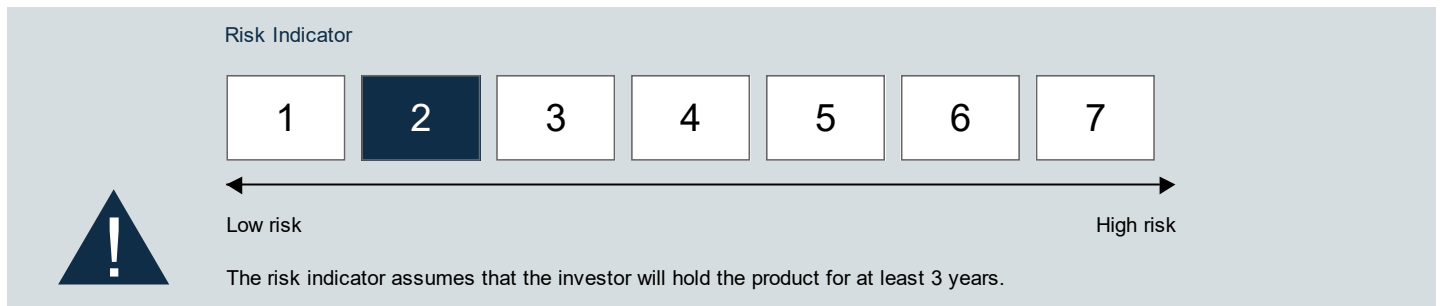 Risk Indicator
1 2 3 4 5 6 7
Low risk High risk
!
The risk indicator assumes that the investor will hold the product for at least 3 years.